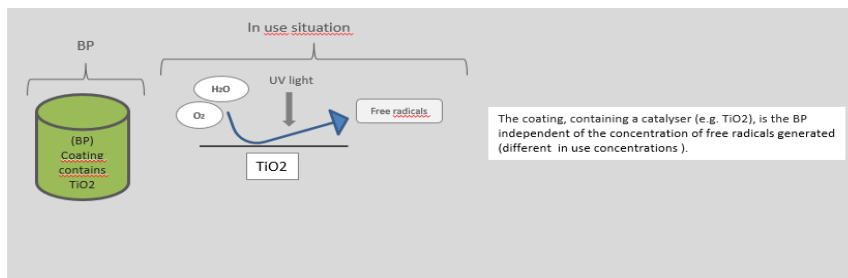 BP
In use situation
(BP)
Coating
contains
TiO2
H2O
O2
UV light
Free radicals
TiO2
The coating, containing a catalyser (e.g. TiO2), is the BP
independent of the concentration of free radicals generated
(different in use concentrations ).